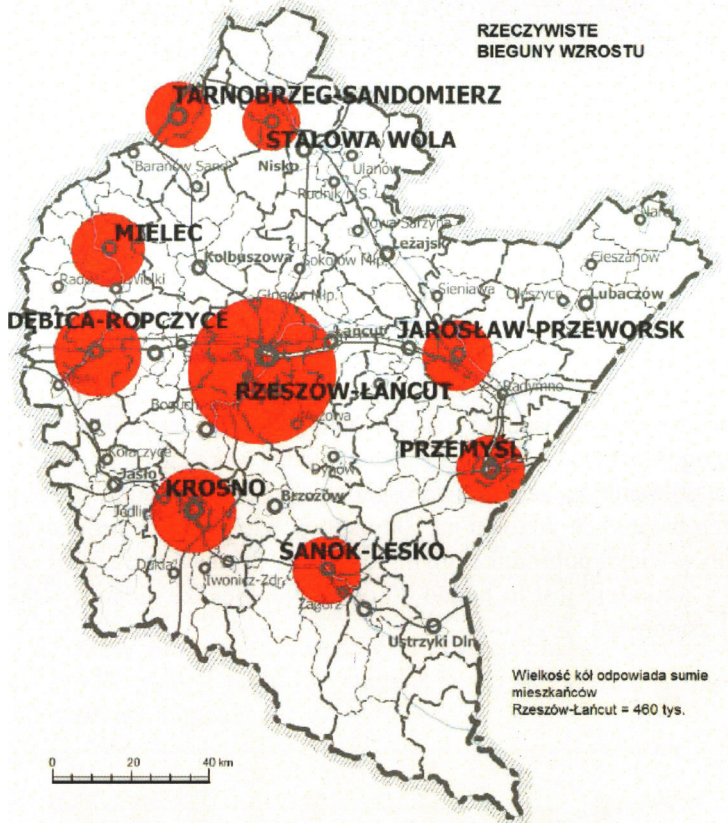 RZECZYWISTE
BIEGUNY WZROSTU
TARNOBRZEG-SANDOMIERZ
STALOWA WOLA
Baranów Sand.
Nisko
Ulanów
Rudnik n.S.
Nowa Sarzyna
Leżajsk
MIELEC
Kolbuszowa
Sokołów Młp.
Narol
Cieszanów
Sieniawa
Oleszyce
Lubaczów
Wielki
Głogów Młp.
DĘBICA-ROPCZYCE
Łańcut
JAROSŁAW-PRZEWORSK
RZESZÓW-ŁAŃCUT
Radymno
PRZEMYŚL
Kołaczyce
Dynów
Jasło
KROSNO
Brzozów
Jedlicze
SANOK-LESKO
Dukla
Iwonicz-Zdr.
Zagórz
Ustrzyki Dln.
Wielkość kół odpowiada sumie
mieszkańców
Rzeszów-Łańcut = 460 tys.
0 20 40 km